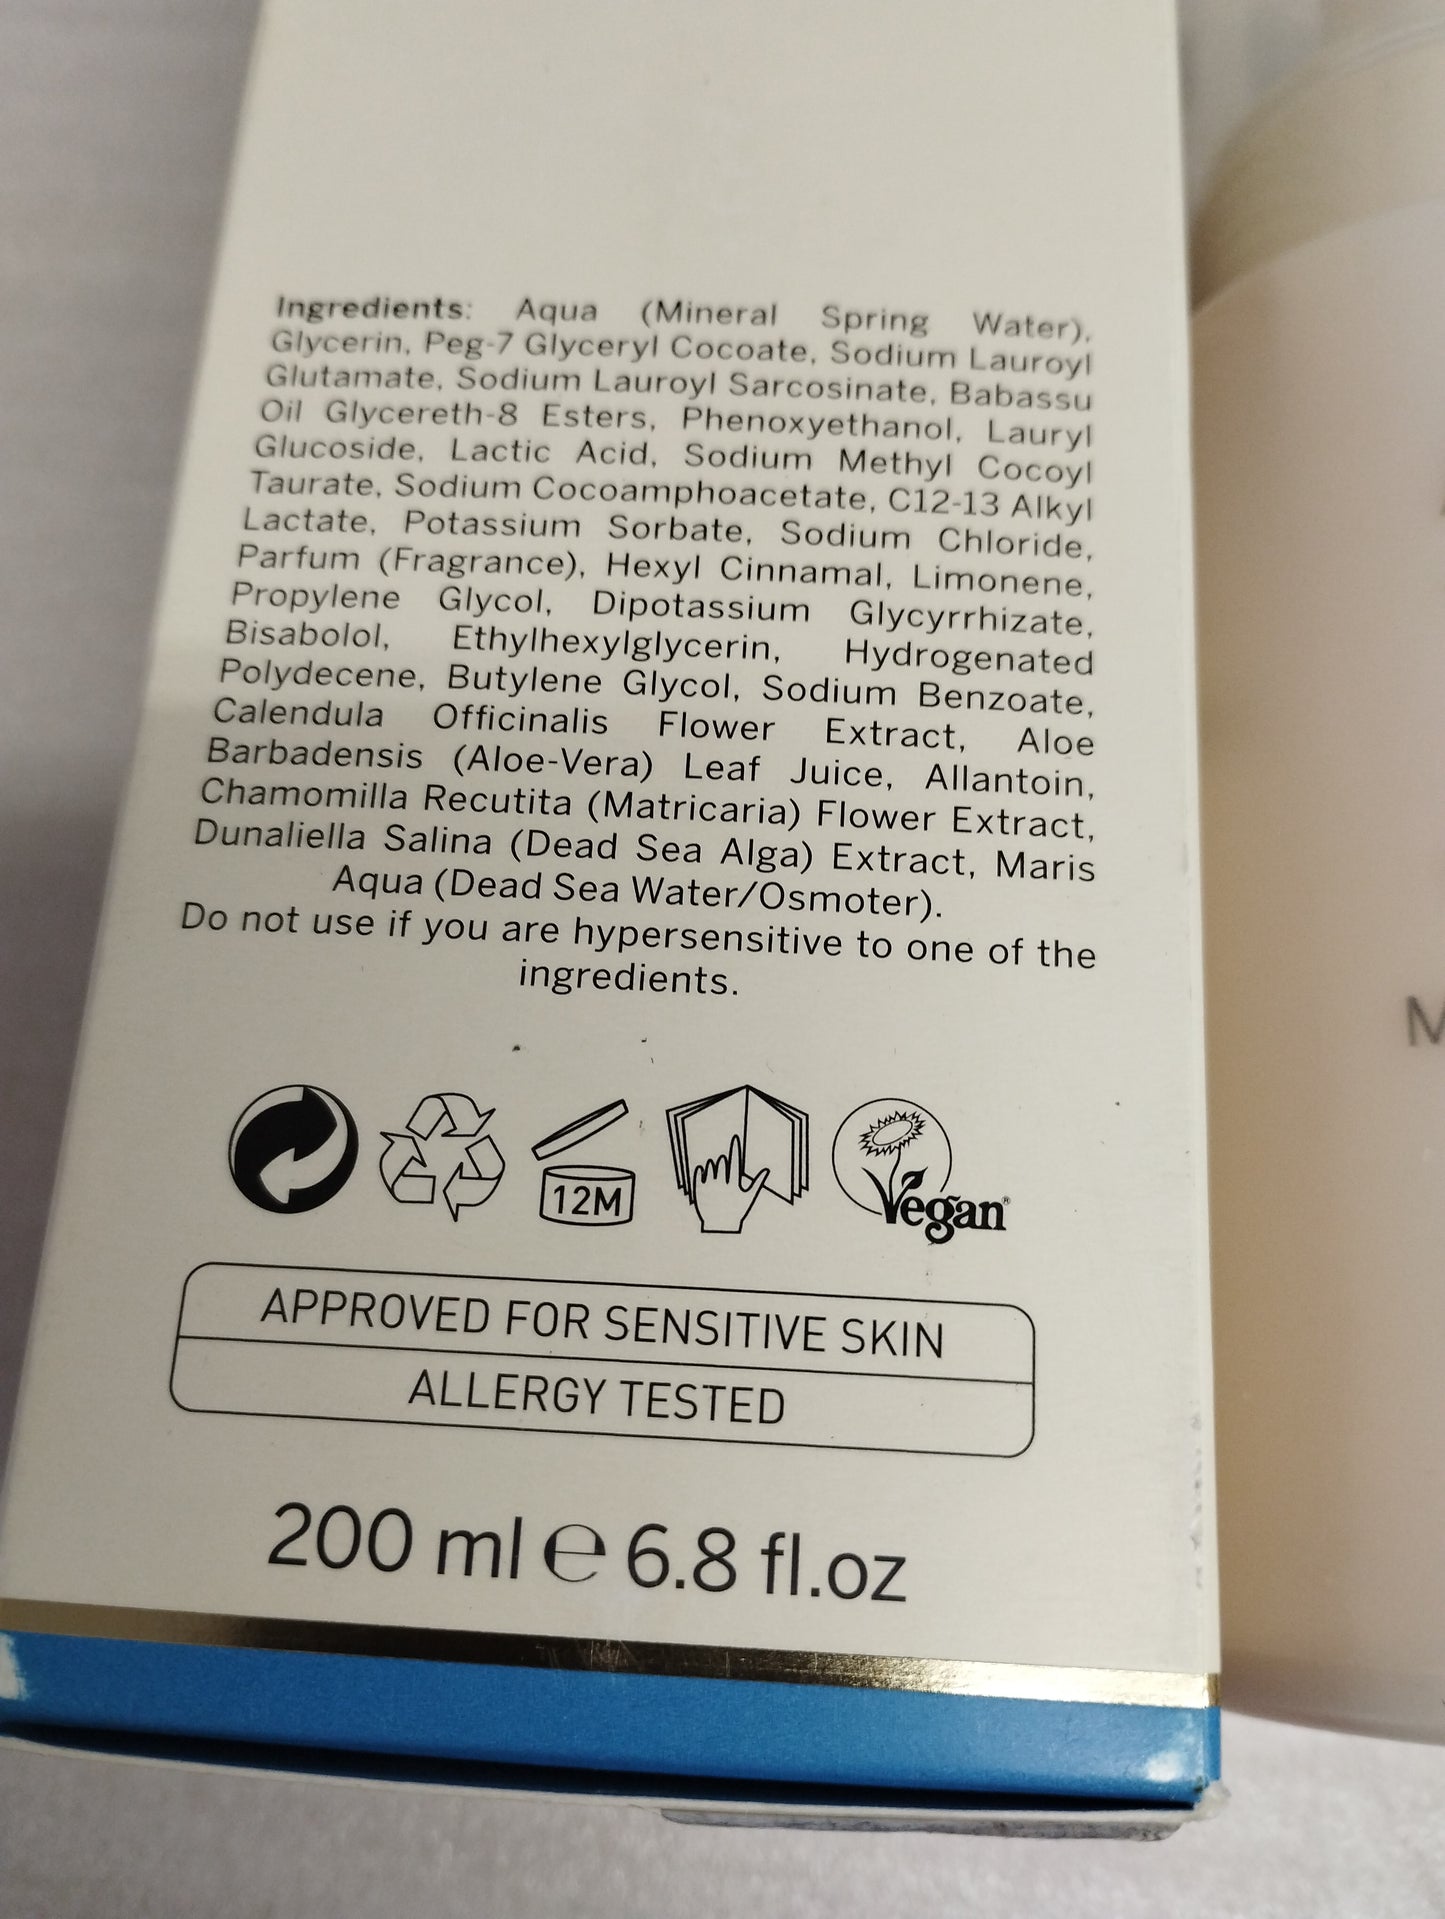 Ingredients: Aqua (Mineral Spring Water),
Glycerin, Peg-7 Glyceryl Cocoate, Sodium Lauroyl
Glutamate, Sodium Lauroyl Sarcosinate, Babassu
Oil Glycereth-8 Esters, Phenoxyethanol, Lauryl
Glucoside, Lactic Acid, Sodium Methyl Cocoyl
Taurate, Sodium Cocoamphoacetate, C12-13 Alkyl
Lactate, Potassium Sorbate, Sodium Chloride,
Parfum (Fragrance), Hexyl Cinnamal, Limonene,
Propylene Glycol, Dipotassium Glycyrrhizate,
Bisabolol, Ethylhexylglycerin, Hydrogenated
Polydecene, Butylene Glycol, Sodium Benzoate,
Calendula Officinalis Flower Extract, Aloe
Barbadensis (Aloe-Vera) Leaf Juice, Allantoin,
Chamomilla Recutita (Matricaria) Flower Extract,
Dunaliella Salina (Dead Sea Alga) Extract, Maris
Aqua (Dead Sea Water/Osmoter).
Do not use if you are hypersensitive to one of the
ingredients.
12M
Vegan®
APPROVED FOR SENSITIVE SKIN
ALLERGY TESTED
200 ml ℮ 6.8 fl.oz
M